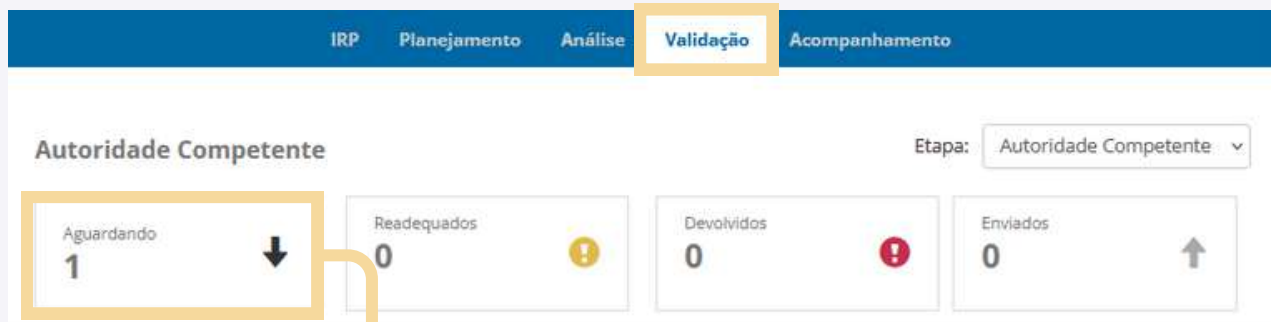 IRP Planejamento Análise Validação Acompanhamento
Autoridade Competente
Etapa: Autoridade Competente
Aguardando
1
Readequados
0
Devolvidos
0
Enviados
0